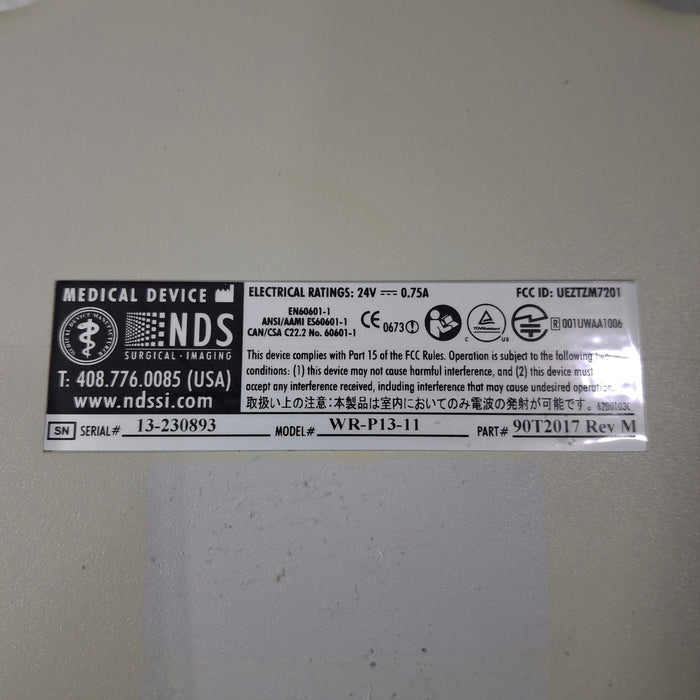 MEDICAL DEVICE
MEDICAL DEVICE MANUFACTURER
NDS
SURGICAL · IMAGING
T: 408.776.0085 (USA)
www.ndssi.com
ELECTRICAL RATINGS: 24V ⎓ 0.75A
FCC ID: UEZTZM7201
EN60601-1
ANSI/AAMI ES60601-1
CAN/CSA C22.2 No. 60601-1
CE 0673
C US
R 001UWAA1006
This device complies with Part 15 of the FCC Rules. Operation is subject to the following two
conditions: (1) this device may not cause harmful interference, and (2) this device must
accept any interference received, including interference that may cause undesired operation.
取扱い上の注意：本製品は室内においてのみ電波の発射が可能です。
SN SERIAL# 13-230893 MODEL# WR-P13-11 PART# 90T2017 Rev M